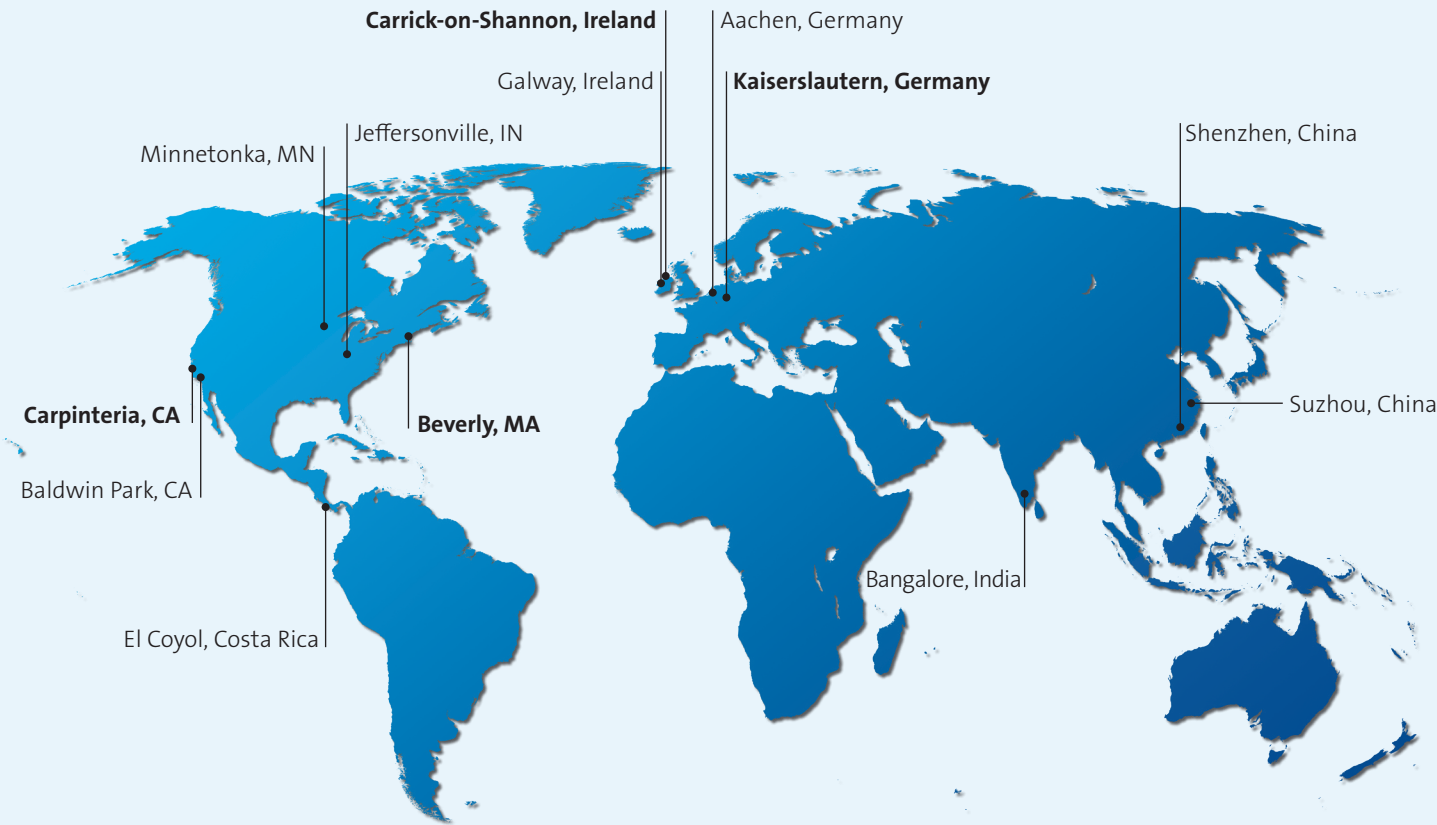 Carrick-on-Shannon, Ireland
Aachen, Germany
Galway, Ireland
Kaiserslautern, Germany
Jeffersonville, IN
Shenzhen, China
Minnetonka, MN
Suzhou, China
Carpinteria, CA
Beverly, MA
Baldwin Park, CA
Bangalore, India
El Coyol, Costa Rica